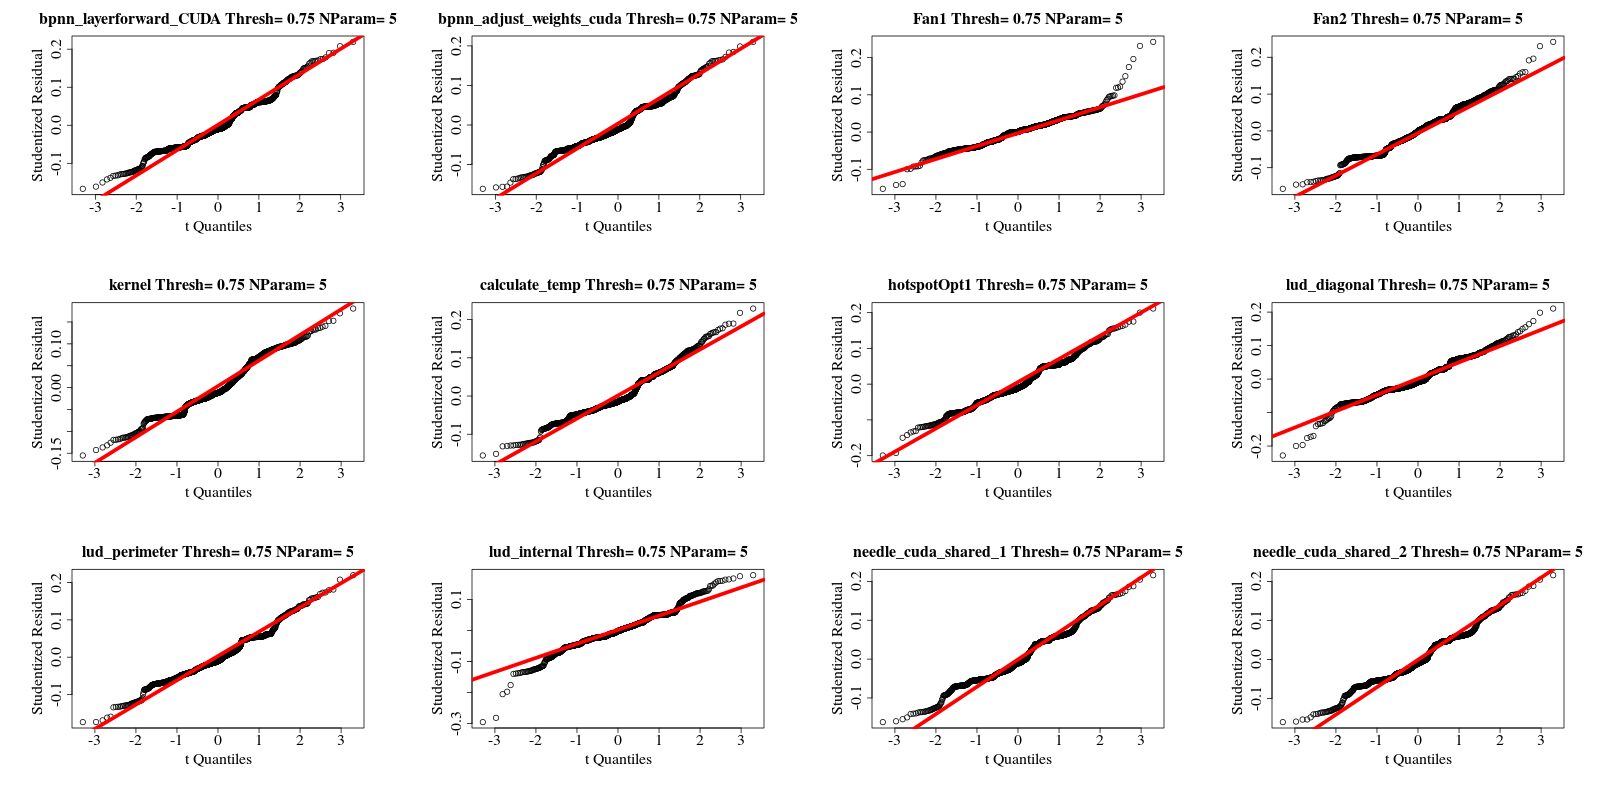 bpnn_layerforward_CUDA Thresh= 0.75 NParam= 5
Studentized Residual
-0.1 0.0 0.1 0.2
-3 -2 -1 0 1 2 3
t Quantiles
bpnn_adjust_weights_cuda Thresh= 0.75 NParam= 5
Studentized Residual
-0.1 0.0 0.1 0.2
-3 -2 -1 0 1 2 3
t Quantiles
Fan1 Thresh= 0.75 NParam= 5
Studentized Residual
-0.1 0.0 0.1 0.2
-3 -2 -1 0 1 2 3
t Quantiles
Fan2 Thresh= 0.75 NParam= 5
Studentized Residual
-0.1 0.0 0.1 0.2
-3 -2 -1 0 1 2 3
t Quantiles
kernel Thresh= 0.75 NParam= 5
Studentized Residual
-0.15 0.00 0.10
-3 -2 -1 0 1 2 3
t Quantiles
calculate_temp Thresh= 0.75 NParam= 5
Studentized Residual
-0.1 0.0 0.1 0.2
-3 -2 -1 0 1 2 3
t Quantiles
hotspotOpt1 Thresh= 0.75 NParam= 5
Studentized Residual
-0.2 0.0 0.1 0.2
-3 -2 -1 0 1 2 3
t Quantiles
lud_diagonal Thresh= 0.75 NParam= 5
Studentized Residual
-0.2 0.0 0.1 0.2
-3 -2 -1 0 1 2 3
t Quantiles
lud_perimeter Thresh= 0.75 NParam= 5
Studentized Residual
-0.1 0.0 0.1 0.2
-3 -2 -1 0 1 2 3
t Quantiles
lud_internal Thresh= 0.75 NParam= 5
Studentized Residual
-0.3 -0.1 0.1
-3 -2 -1 0 1 2 3
t Quantiles
needle_cuda_shared_1 Thresh= 0.75 NParam= 5
Studentized Residual
-0.1 0.0 0.1 0.2
-3 -2 -1 0 1 2 3
t Quantiles
needle_cuda_shared_2 Thresh= 0.75 NParam= 5
Studentized Residual
-0.1 0.0 0.1 0.2
-3 -2 -1 0 1 2 3
t Quantiles